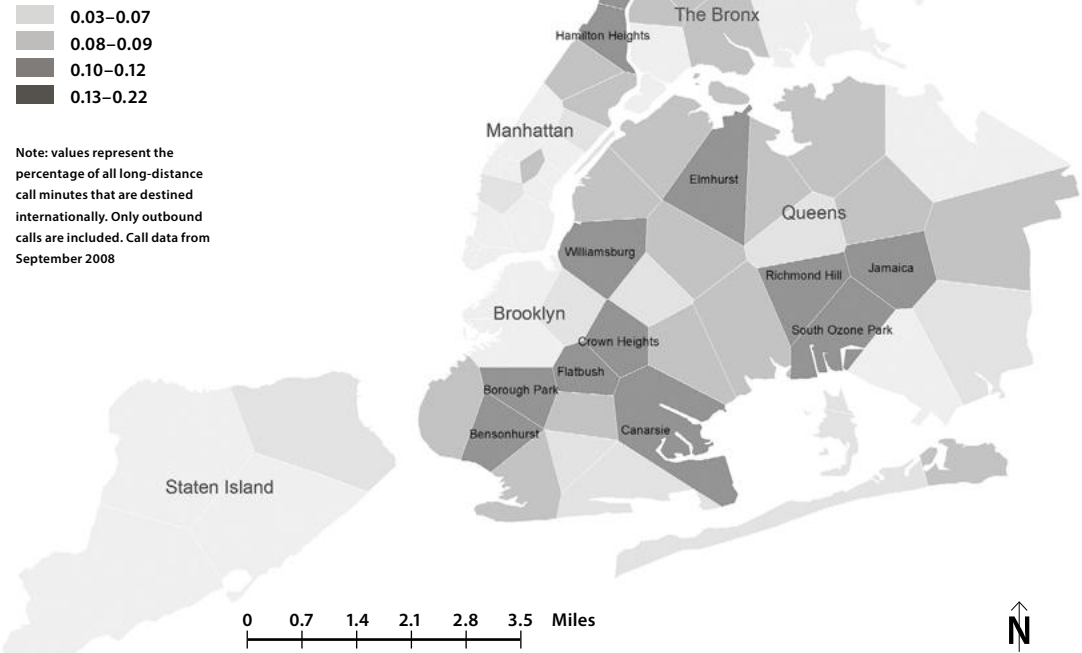 0.03–0.07
0.08–0.09
0.10–0.12
0.13–0.22
Note: values represent the
percentage of all long-distance
call minutes that are destined
internationally. Only outbound
calls are included. Call data from
September 2008
The Bronx
Hamilton Heights
Manhattan
Elmhurst
Queens
Williamsburg
Richmond Hill
Jamaica
Brooklyn
South Ozone Park
Crown Heights
Flatbush
Borough Park
Canarsie
Bensonhurst
Staten Island
0 0.7 1.4 2.1 2.8 3.5 Miles
N